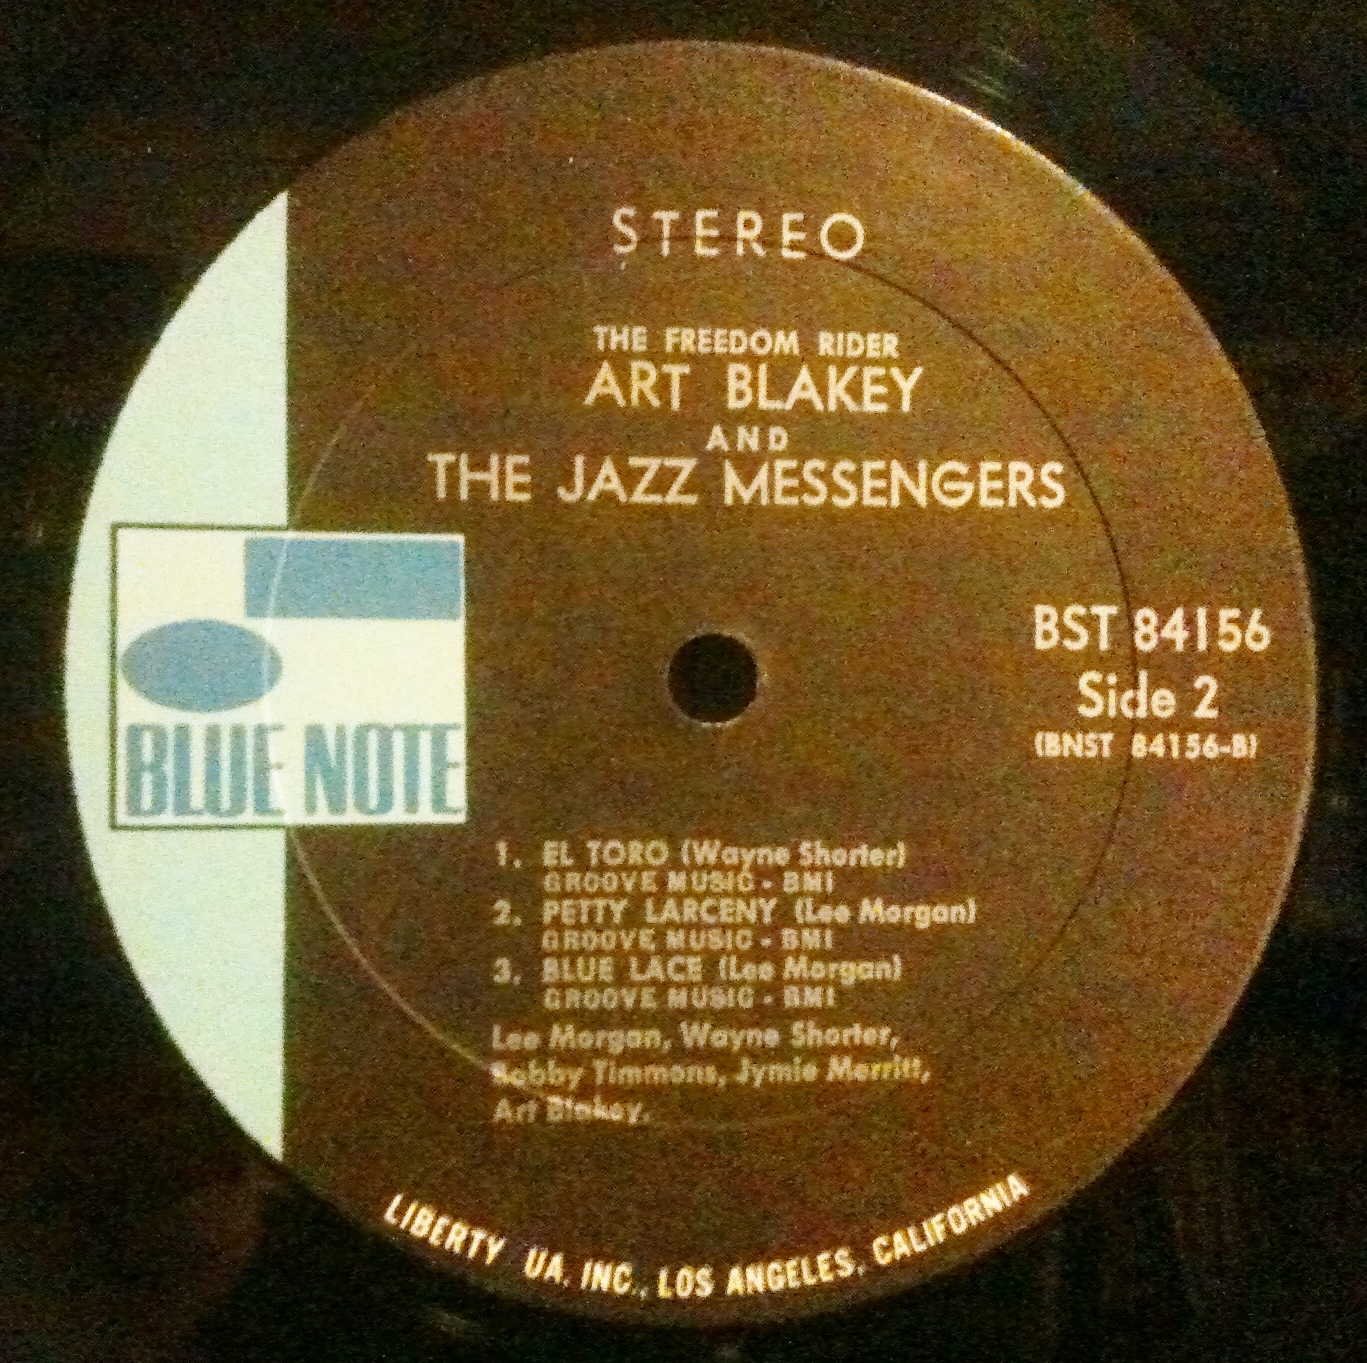 STEREO
THE FREEDOM RIDER
ART BLAKEY
AND
THE JAZZ MESSENGERS
BLUE NOTE
BST 84156
Side 2
(BNST 84156-B)
1. EL TORO (Wayne Shorter)
GROOVE MUSIC - BMI
2. PETTY LARCENY (Lee Morgan)
GROOVE MUSIC - BMI
3. BLUE LACE (Lee Morgan)
GROOVE MUSIC - BMI
Lee Morgan, Wayne Shorter,
Bobby Timmons, Jymie Merritt,
Art Blakey.
LIBERTY UA, INC., LOS ANGELES, CALIFORNIA